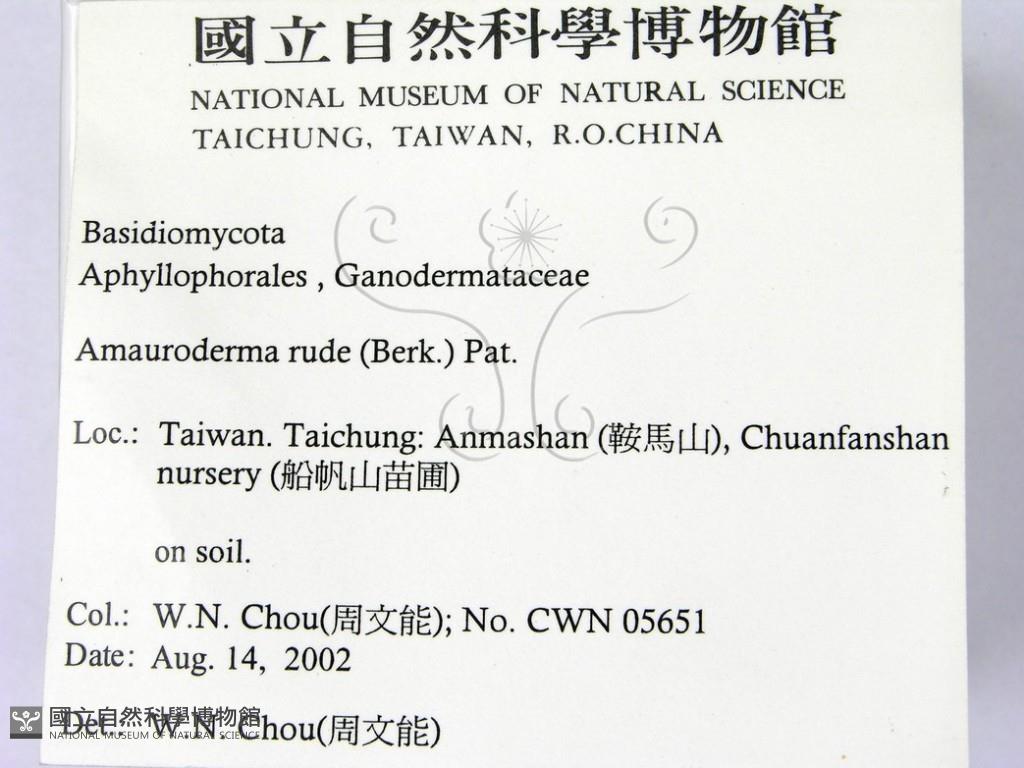 國立自然科學博物館
NATIONAL MUSEUM OF NATURAL SCIENCE
TAICHUNG, TAIWAN, R.O.CHINA
Basidiomycota
Aphyllophorales , Ganodermataceae
Amauroderma rude (Berk.) Pat.
Loc.: Taiwan. Taichung: Anmashan (鞍馬山), Chuanfanshan
nursery (船帆山苗圃)
on soil.
Col.: W.N. Chou(周文能); No. CWN 05651
Date: Aug. 14, 2002
Det.: W.N. Chou(周文能)
國立自然科學博物館
NATIONAL MUSEUM OF NATURAL SCIENCE